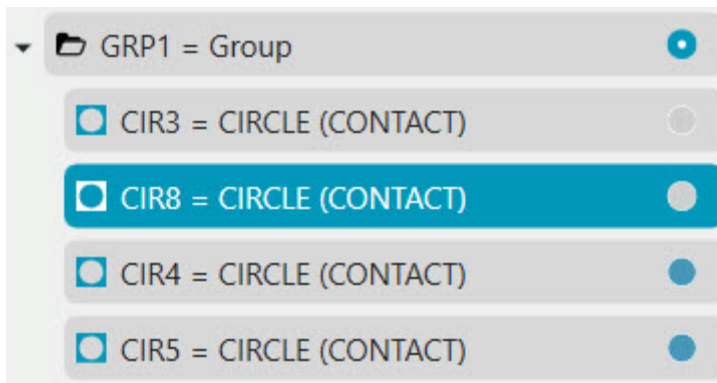 GRP1 = Group
CIR3 = CIRCLE (CONTACT)
CIR8 = CIRCLE (CONTACT)
CIR4 = CIRCLE (CONTACT)
CIR5 = CIRCLE (CONTACT)